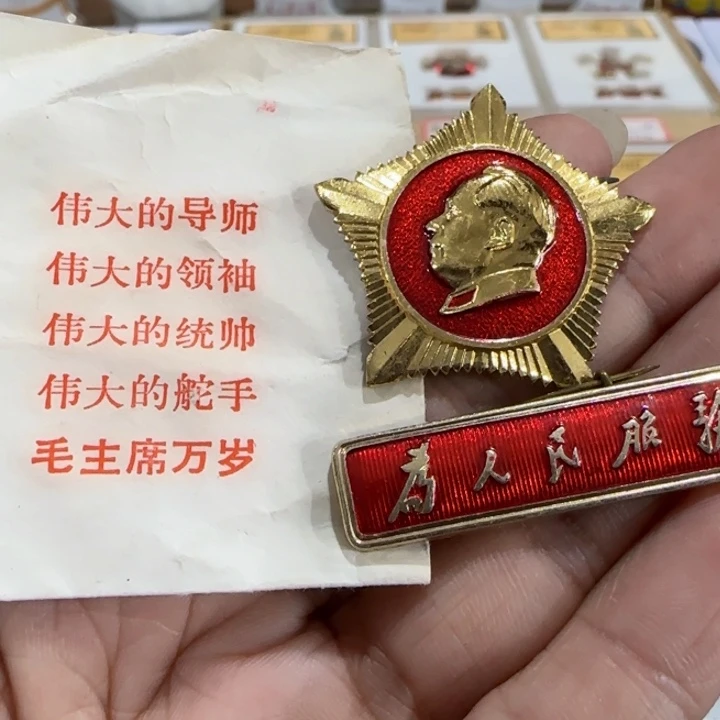 伟大的导师
伟大的领袖
伟大的统帅
伟大的舵手
毛主席万岁
为人民服务